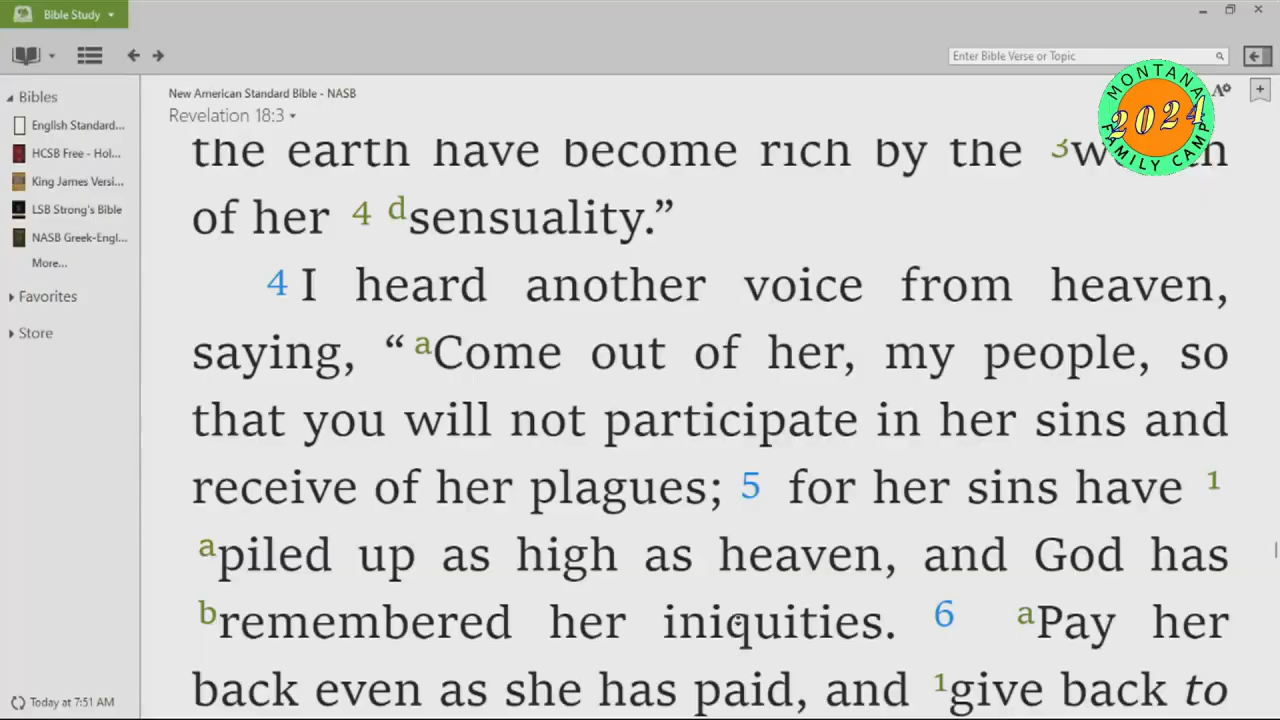 Bible Study
Enter Bible Verse or Topic
MONTANA
2024
FAMILY CAMP
Bibles
English Standard...
HCSB Free - Hol...
King James Versi...
LSB Strong's Bible
NASB Greek-Engl...
More...
Favorites
Store
Today at 7:51 AM
New American Standard Bible - NASB
Revelation 18:3
the earth have become rich by the 3
of her 4 dsensuality.”
4 I heard another voice from heaven,
saying, “aCome out of her, my people, so
that you will not participate in her sins and
receive of her plagues; 5 for her sins have 1
apiled up as high as heaven, and God has
bremembered her iniquities. 6 aPay her
back even as she has paid, and 1give back to